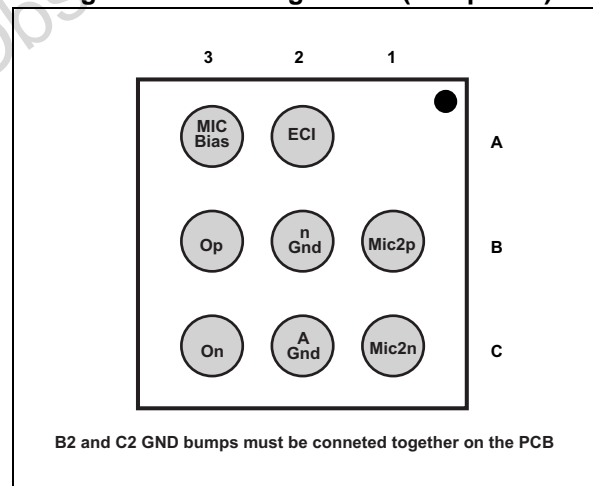 3 2 1
MIC
Bias
ECI
A
Op
n
Gnd
Mic2p
B
On
A
Gnd
Mic2n
C
B2 and C2 GND bumps must be conneted together on the PCB